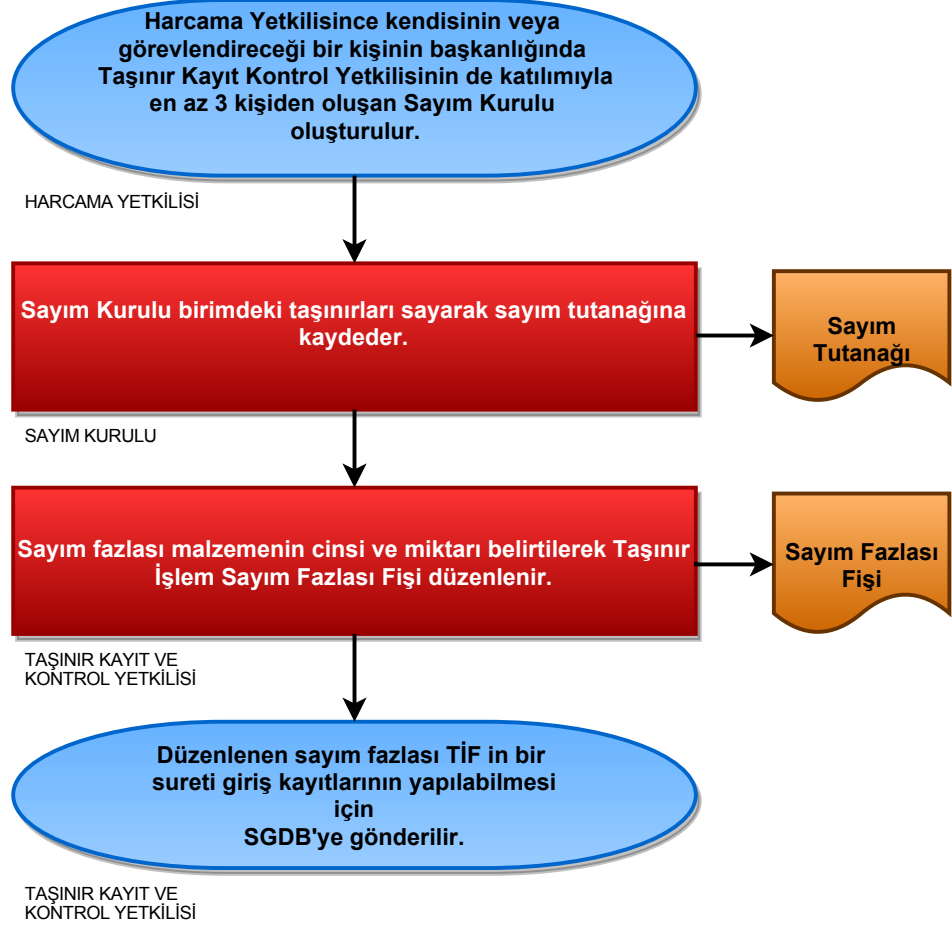 Harcama Yetkilisince kendisinin veya
görevlendireceği bir kişinin başkanlığında
Taşınır Kayıt Kontrol Yetkilisinin de katılımıyla
en az 3 kişiden oluşan Sayım Kurulu
oluşturulur.
HARCAMA YETKİLİSİ
Sayım Kurulu birimdeki taşınırları sayarak sayım tutanağına
kaydeder.
Sayım
Tutanağı
SAYIM KURULU
Sayım fazlası malzemenin cinsi ve miktarı belirtilerek Taşınır
İşlem Sayım Fazlası Fişi düzenlenir.
Sayım Fazlası
Fişi
TAŞINIR KAYIT VE
KONTROL YETKİLİSİ
Düzenlenen sayım fazlası TİF in bir
sureti giriş kayıtlarının yapılabilmesi
için
SGDB'ye gönderilir.
TAŞINIR KAYIT VE
KONTROL YETKİLİSİ